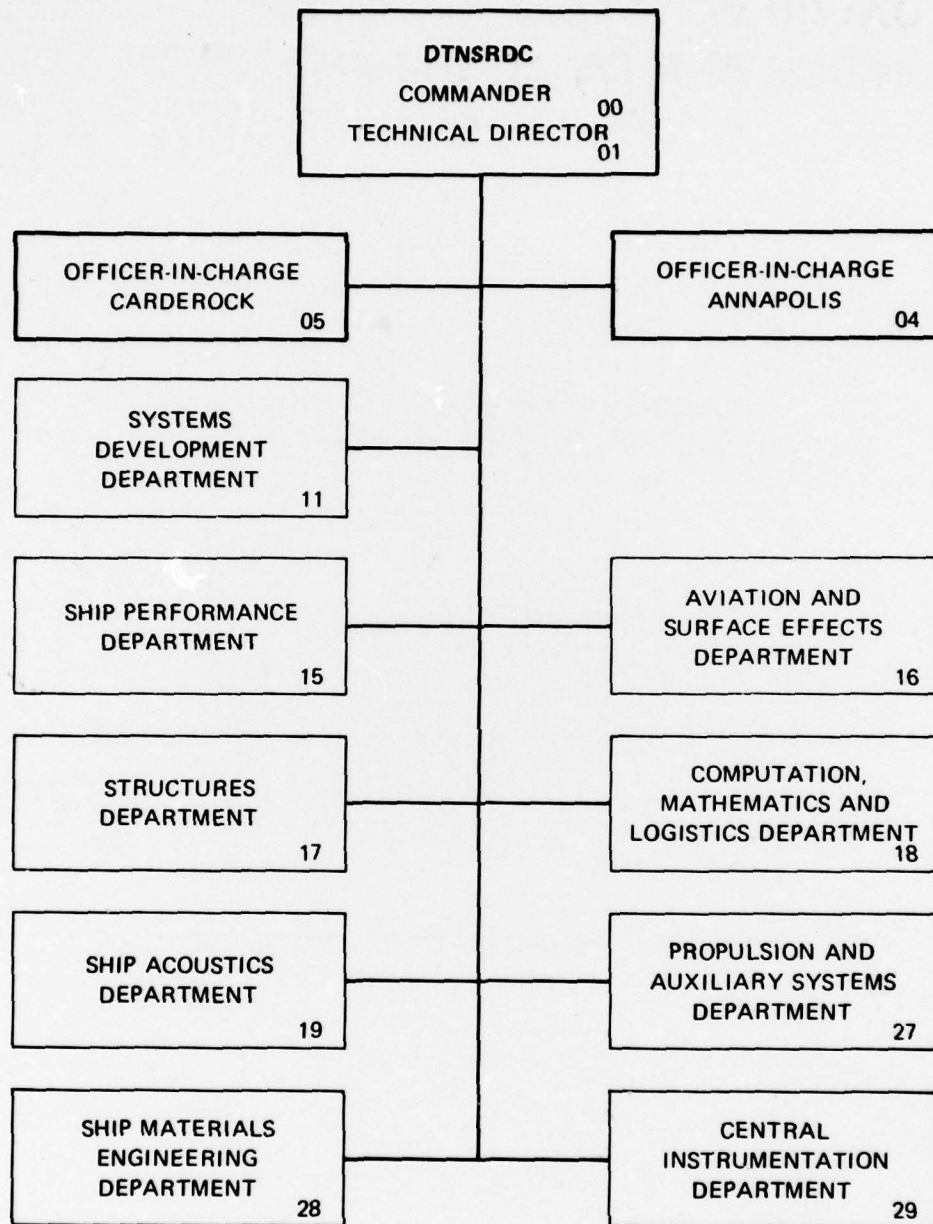 DTNSRDC
COMMANDER
00
TECHNICAL DIRECTOR
01
OFFICER-IN-CHARGE
CARDEROCK
05
OFFICER-IN-CHARGE
ANNAPOLIS
04
SYSTEMS
DEVELOPMENT
DEPARTMENT
11
SHIP PERFORMANCE
DEPARTMENT
15
AVIATION AND
SURFACE EFFECTS
DEPARTMENT
16
STRUCTURES
DEPARTMENT
17
COMPUTATION,
MATHEMATICS AND
LOGISTICS DEPARTMENT
18
SHIP ACOUSTICS
DEPARTMENT
19
PROPULSION AND
AUXILIARY SYSTEMS
DEPARTMENT
27
SHIP MATERIALS
ENGINEERING
DEPARTMENT
28
CENTRAL
INSTRUMENTATION
DEPARTMENT
29